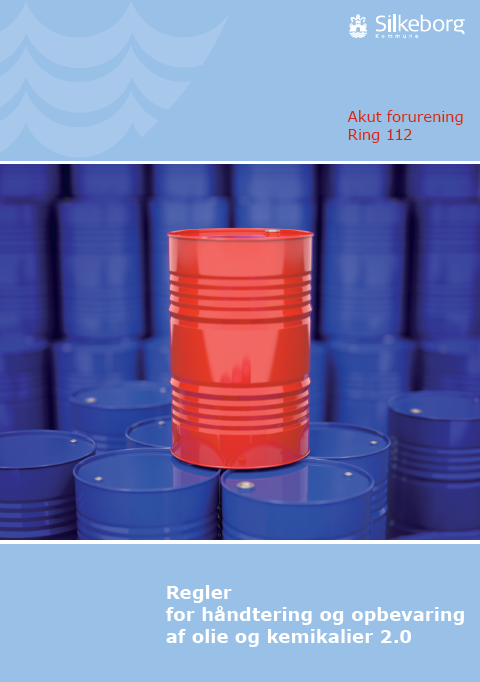 Silkeborg
Kommune
Akut forurening
Ring 112
Regler
for håndtering og opbevaring
af olie og kemikalier 2.0